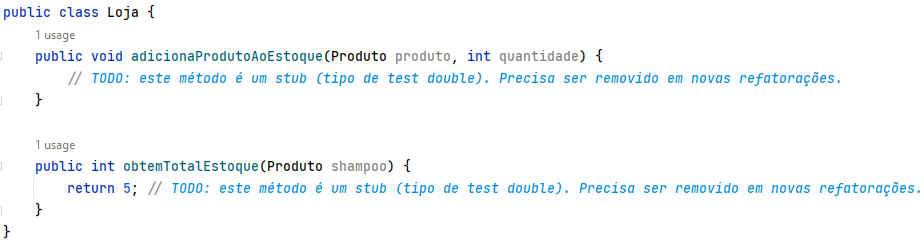 public class Loja {
1 usage
public void adicionaProdutoAoEstoque(Produto produto, int quantidade) {
// TODO: este método é um stub (tipo de test double). Precisa ser removido em novas refatorações.
}
1 usage
public int obtemTotalEstoque(Produto shampoo) {
return 5; // TODO: este método é um stub (tipo de test double). Precisa ser removido em novas refatorações.
}
}